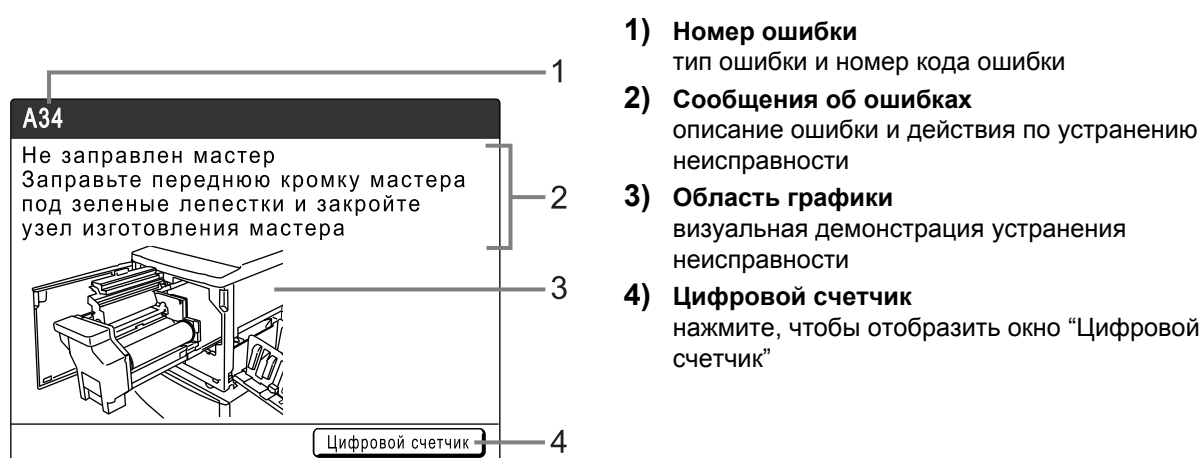 1
A34
Не заправлен мастер
Заправьте переднюю кромку мастера
под зеленые лепестки и закройте
узел изготовления мастера
2
3
Цифровой счетчик
4
1) Номер ошибки
тип ошибки и номер кода ошибки
2) Сообщения об ошибках
описание ошибки и действия по устранению
неисправности
3) Область графики
визуальная демонстрация устранения
неисправности
4) Цифровой счетчик
нажмите, чтобы отобразить окно “Цифровой
счетчик”